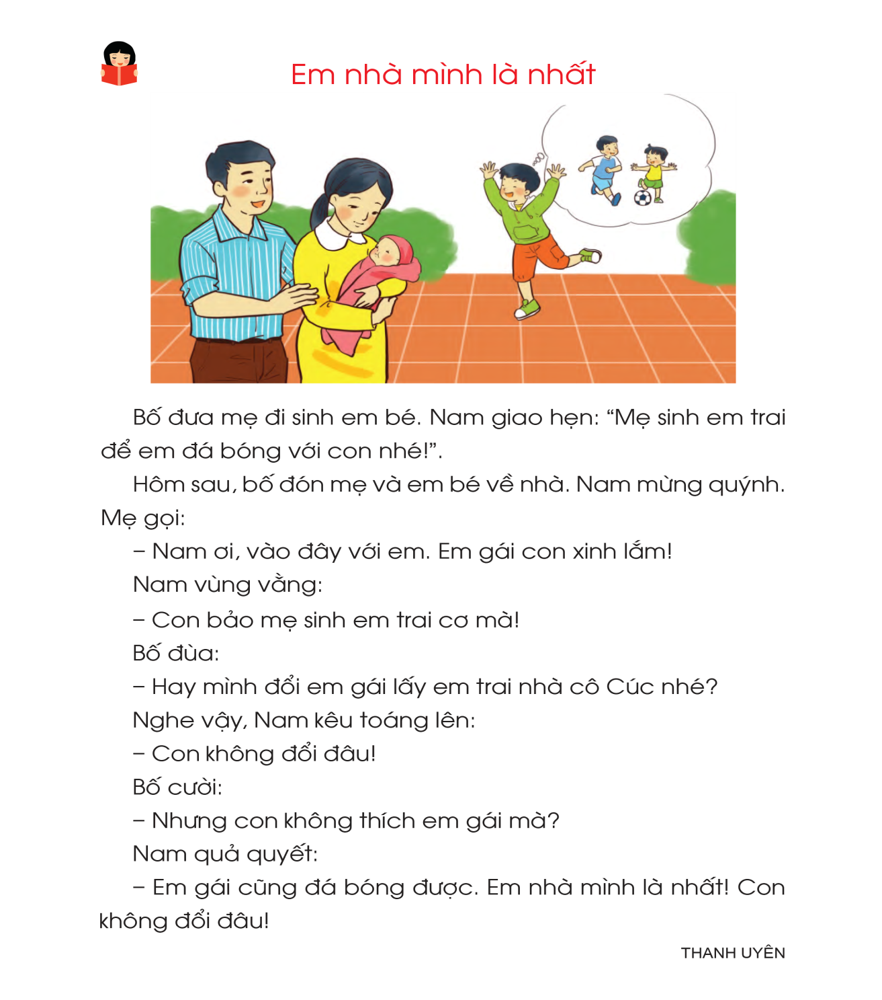 Em nhà mình là nhất
Bố đưa mẹ đi sinh em bé. Nam giao hẹn: “Mẹ sinh em trai
để em đá bóng với con nhé!”.
Hôm sau, bố đón mẹ và em bé về nhà. Nam mừng quýnh.
Mẹ gọi:
– Nam ơi, vào đây với em. Em gái con xinh lắm!
Nam vùng vằng:
– Con bảo mẹ sinh em trai cơ mà!
Bố đùa:
– Hay mình đổi em gái lấy em trai nhà cô Cúc nhé?
Nghe vậy, Nam kêu toáng lên:
– Con không đổi đâu!
Bố cười:
– Nhưng con không thích em gái mà?
Nam quả quyết:
– Em gái cũng đá bóng được. Em nhà mình là nhất! Con
không đổi đâu!
THANH UYÊN